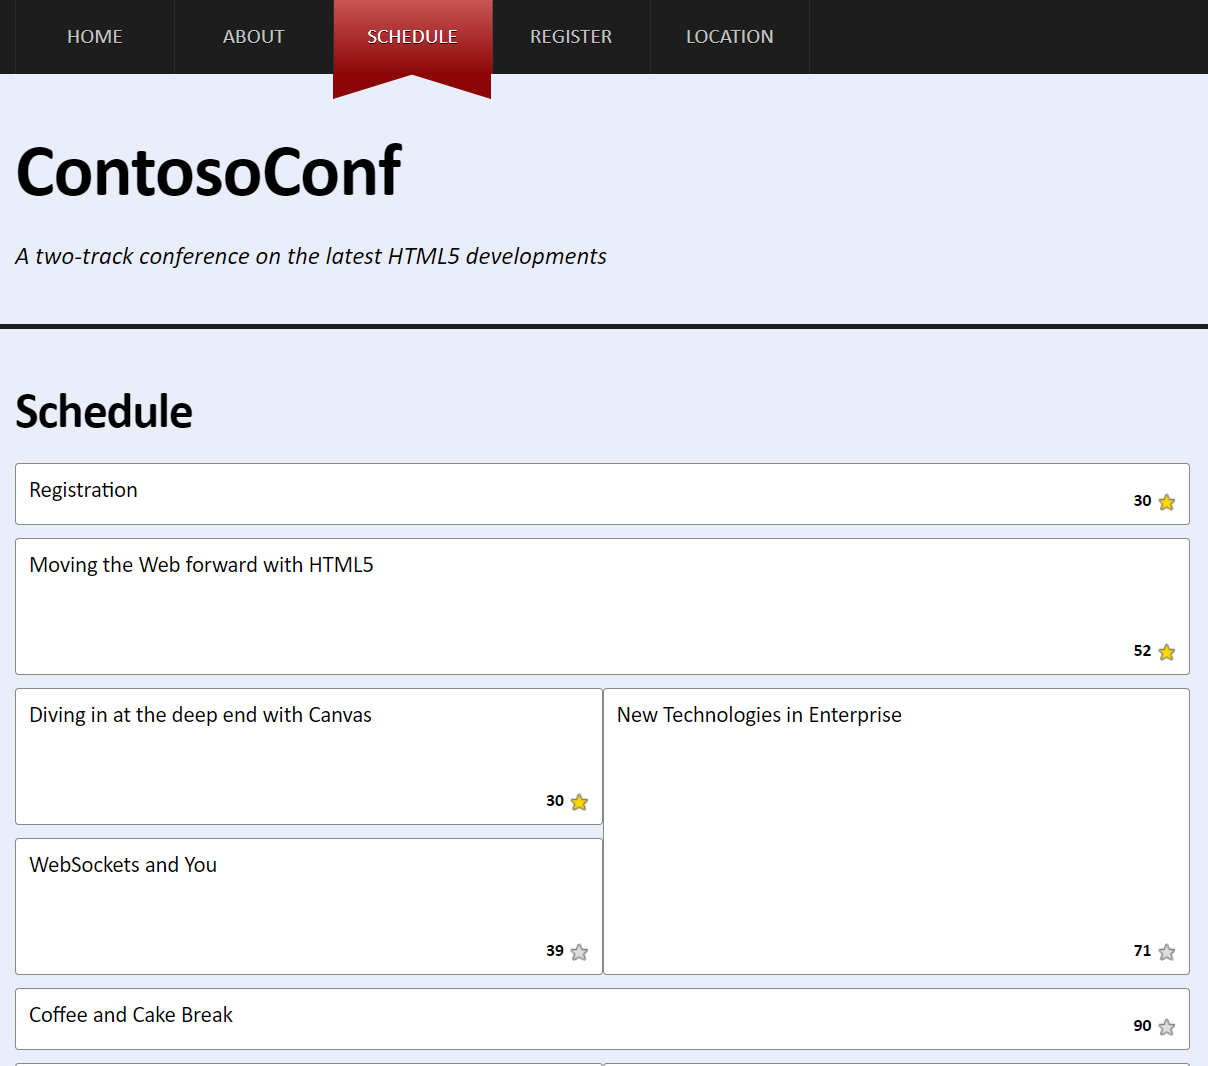 HOME
ABOUT
SCHEDULE
REGISTER
LOCATION
ContosoConf
A two-track conference on the latest HTML5 developments
Schedule
Registration
30
Moving the Web forward with HTML5
52
Diving in at the deep end with Canvas
30
New Technologies in Enterprise
71
WebSockets and You
39
Coffee and Cake Break
90